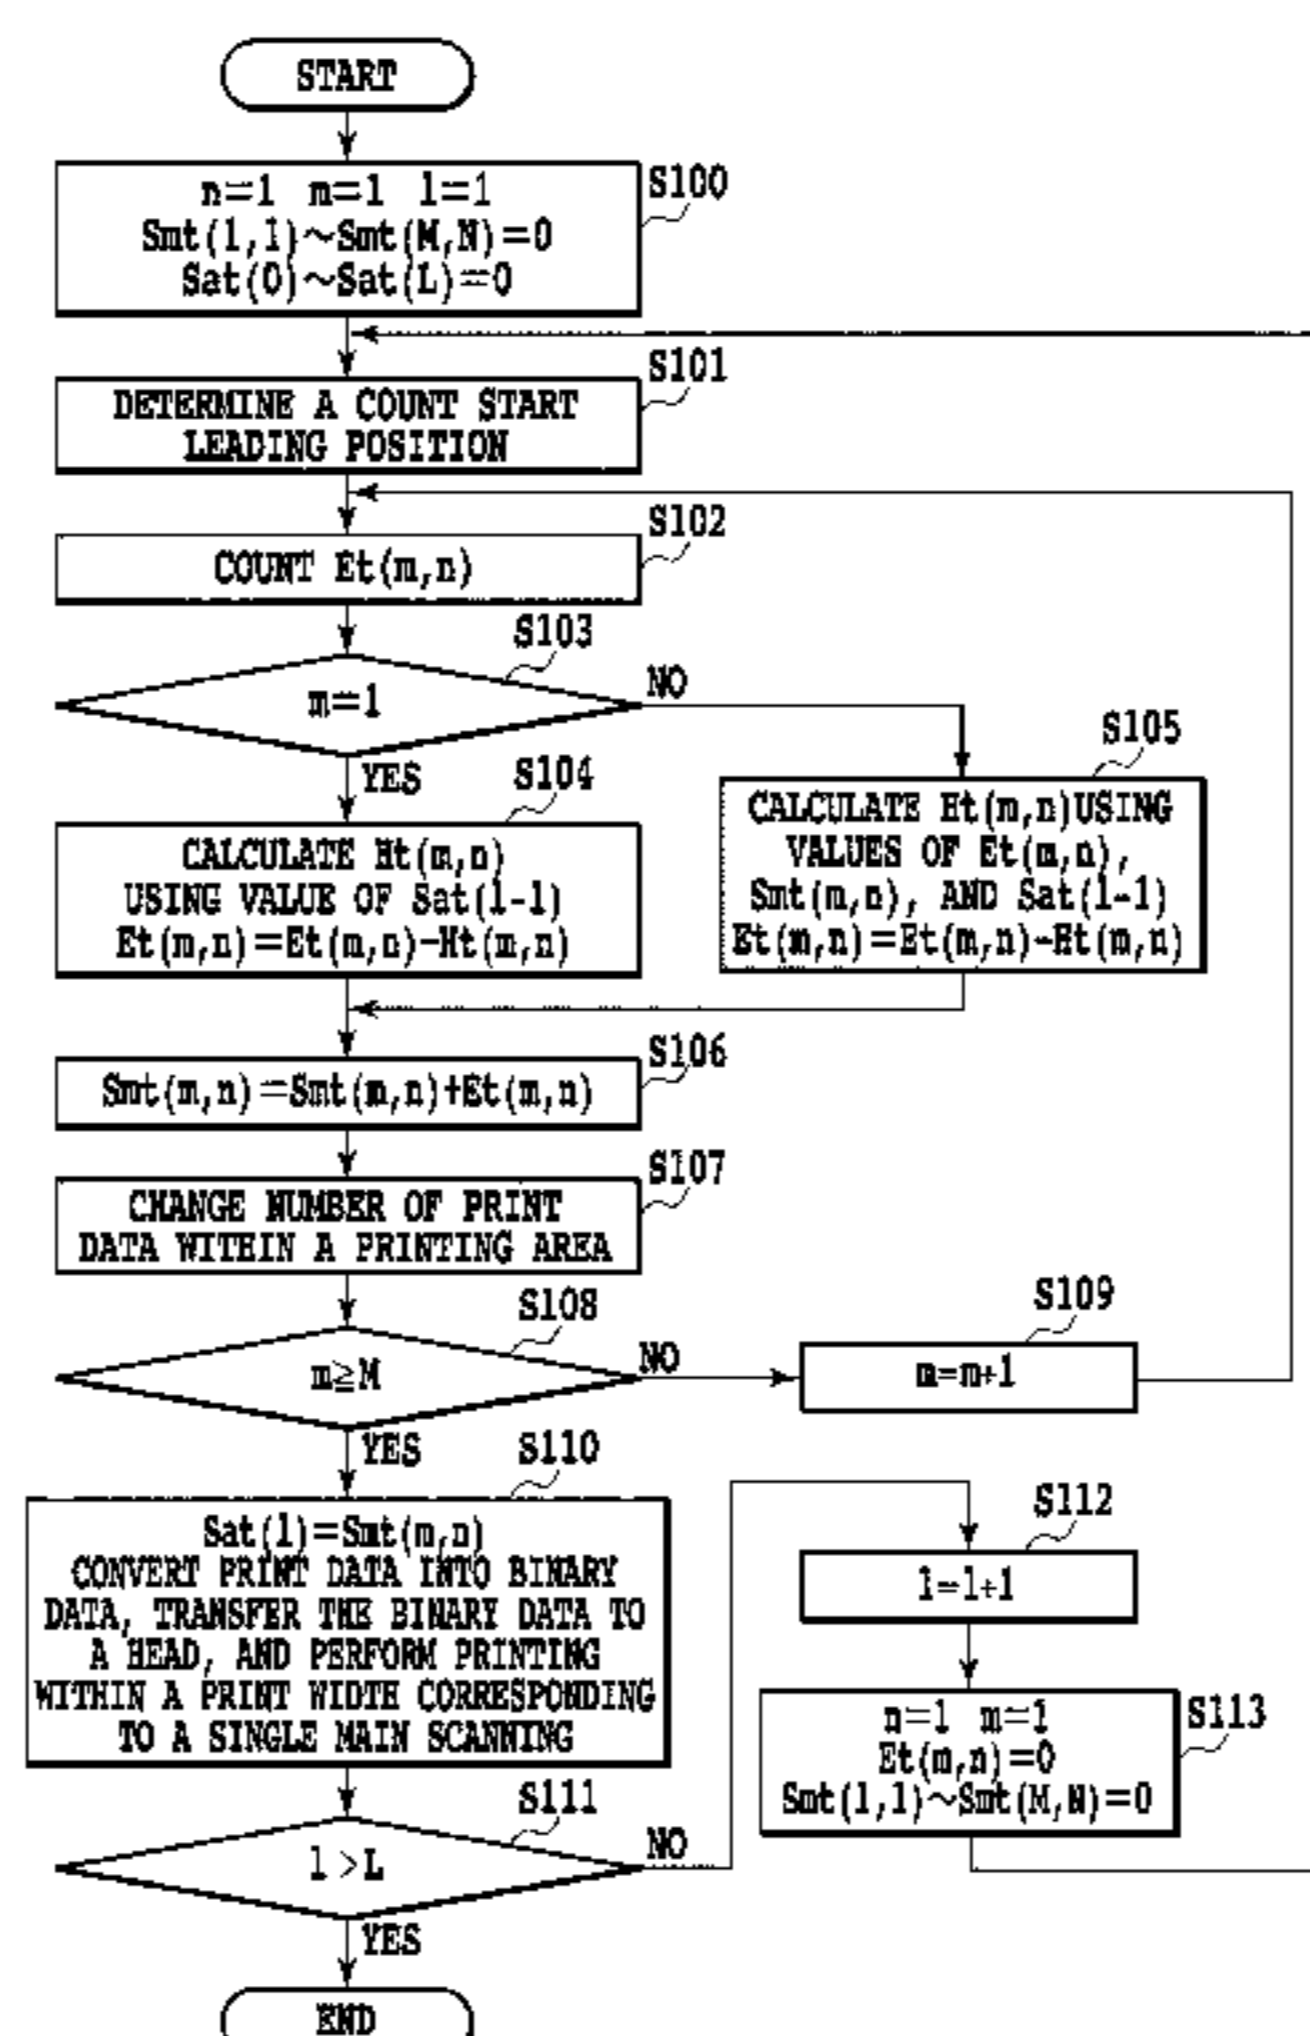 START
n=1 m=1 l=1
Smt(1,1)~Smt(M,N)=0
Sat(0)~Sat(L)=0
S100
DETERMINE A COUNT START
LEADING POSITION
S101
COUNT Et(m,n)
S102
m=1
S103
NO
YES
CALCULATE Ht(m,n)
USING VALUE OF Sat(l-1)
Et(m,n)=Et(m,n)-Ht(m,n)
S104
CALCULATE Ht(m,n)USING
VALUES OF Et(m,n),
Smt(m,n), AND Sat(l-1)
Et(m,n)=Et(m,n)-Ht(m,n)
S105
Smt(m,n)=Smt(m,n)+Et(m,n)
S106
CHANGE NUMBER OF PRINT
DATA WITHIN A PRINTING AREA
S107
m≧M
S108
NO
YES
m=m+1
S109
Sat(l)=Smt(m,n)
CONVERT PRINT DATA INTO BINARY
DATA, TRANSFER THE BINARY DATA TO
A HEAD, AND PERFORM PRINTING
WITHIN A PRINT WIDTH CORRESPONDING
TO A SINGLE MAIN SCANNING
S110
l>L
S111
NO
YES
l=l+1
S112
n=1 m=1
Et(m,n)=0
Smt(1,1)~Smt(M,N)=0
S113
END